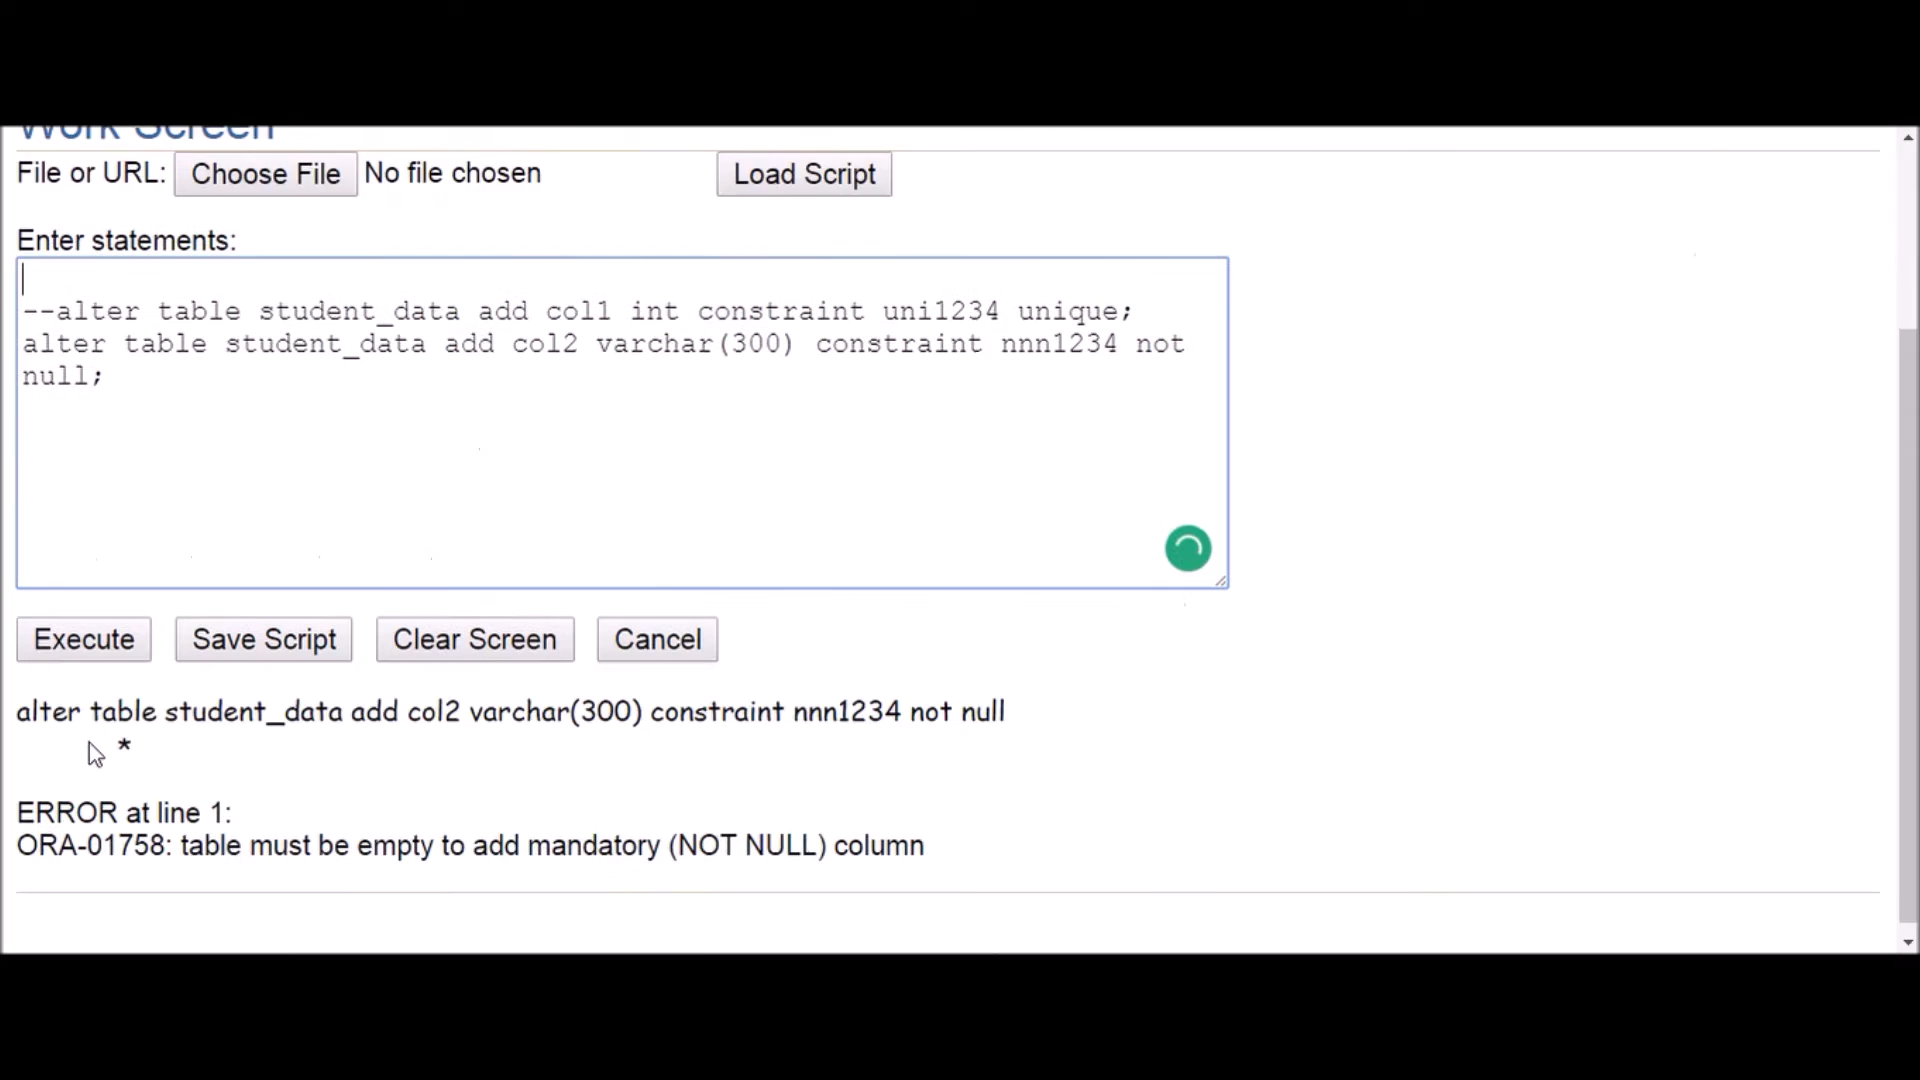 Work Screen
File or URL: Choose File No file chosen Load Script
Enter statements:
--alter table student_data add col1 int constraint uni1234 unique;
alter table student_data add col2 varchar(300) constraint nnn1234 not
null;
Execute Save Script Clear Screen Cancel
alter table student_data add col2 varchar(300) constraint nnn1234 not null
*
ERROR at line 1:
ORA-01758: table must be empty to add mandatory (NOT NULL) column